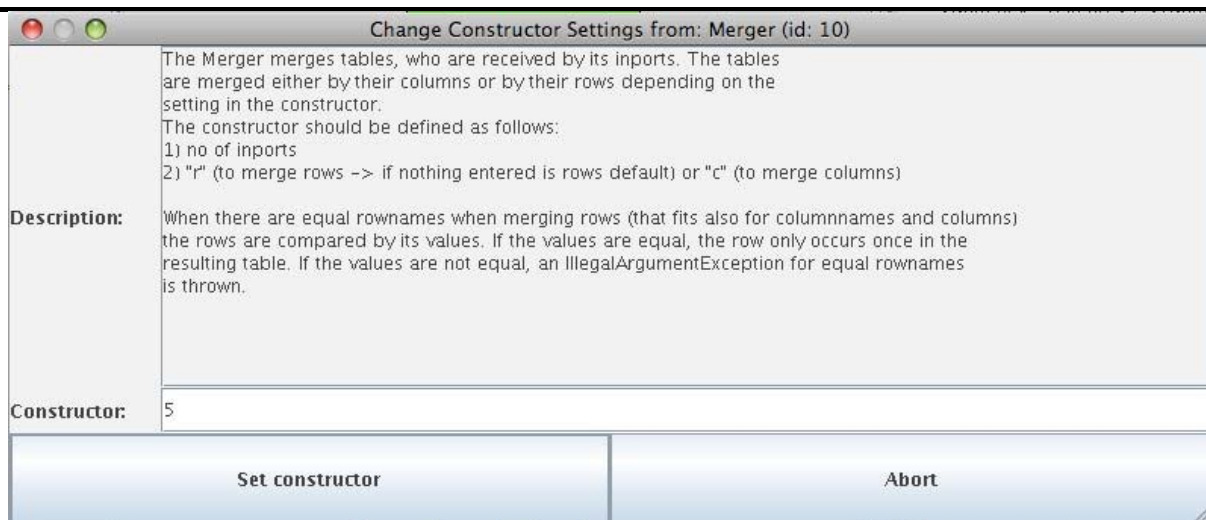 Change Constructor Settings from: Merger (id: 10)
The Merger merges tables, who are received by its inports. The tables
are merged either by their columns or by their rows depending on the
setting in the constructor.
The constructor should be defined as follows:
1) no of inports
2) "r" (to merge rows -> if nothing entered is rows default) or "c" (to merge columns)
Description:
When there are equal rownames when merging rows (that fits also for columnnames and columns)
the rows are compared by its values. If the values are equal, the row only occurs once in the
resulting table. If the values are not equal, an IllegalArgumentException for equal rownames
is thrown.
Constructor:
5
Set constructor
Abort